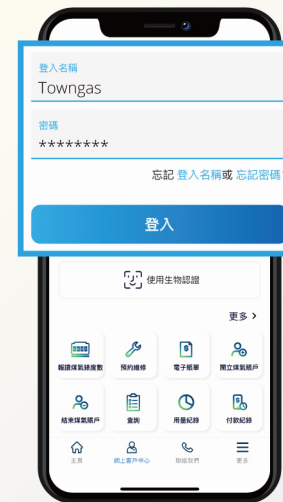 登入名稱
Towngas
密碼
********
忘記 登入名稱或 忘記密碼?
登入
使用生物認證
更多 >
報讀煤氣錶度數 預約維修 電子賬單 開立煤氣賬戶
結束煤氣賬戶 查詢 用量紀錄 付款紀錄
主頁 網上客戶中心 聯絡我們 更多